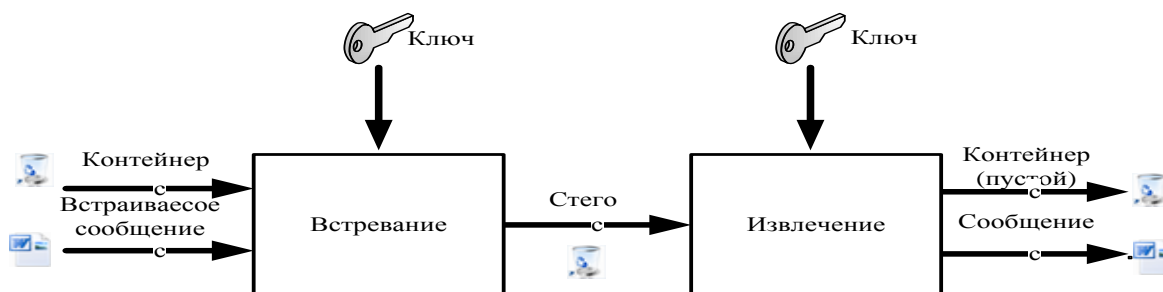 Ключ
Ключ
Контейнер
с
Встраиваесое
сообщение
с
Встревание
Стего
с
Извлечение
Контейнер
(пустой)
с
Сообщение
с